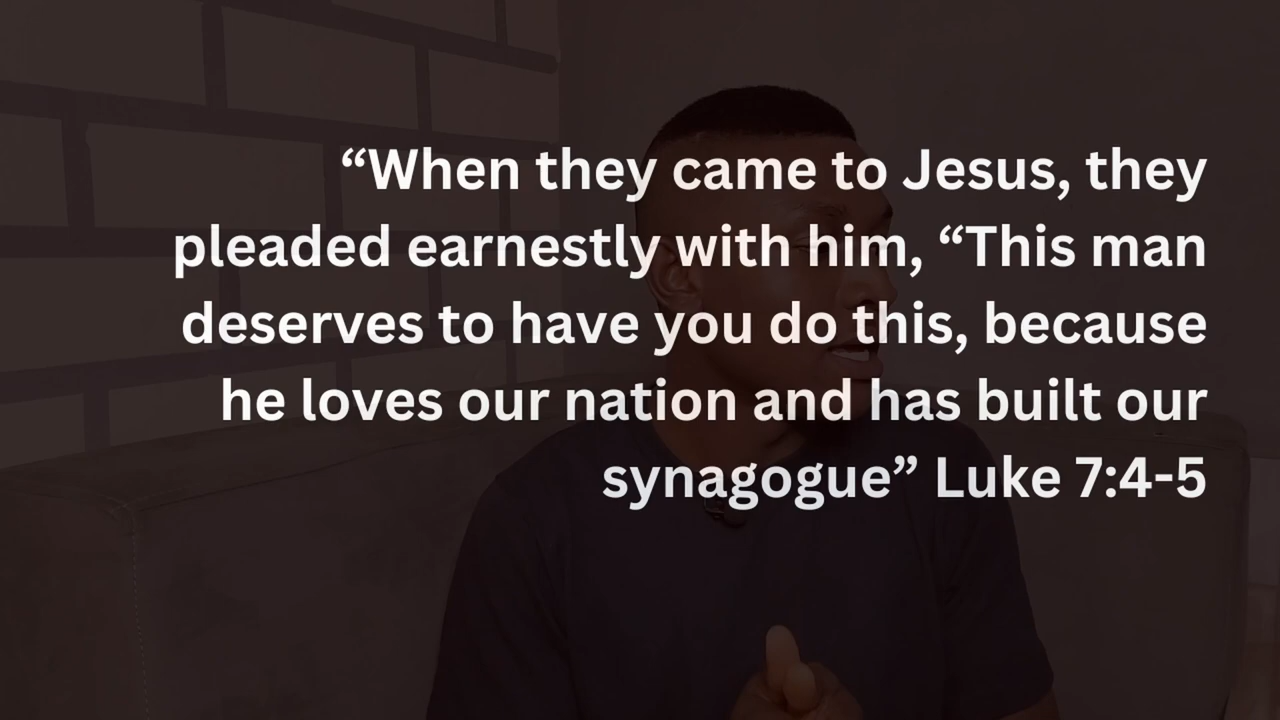 “When they came to Jesus, they
pleaded earnestly with him, “This man
deserves to have you do this, because
he loves our nation and has built our
synagogue” Luke 7:4-5